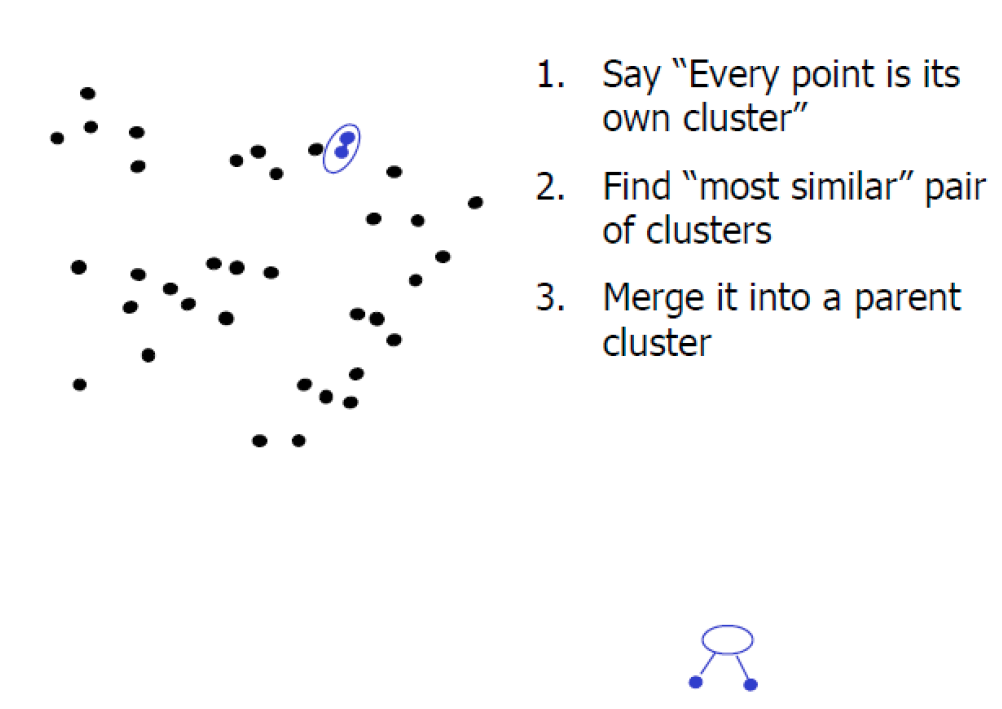 1. Say “Every point is its
own cluster”
2. Find “most similar” pair
of clusters
3. Merge it into a parent
cluster